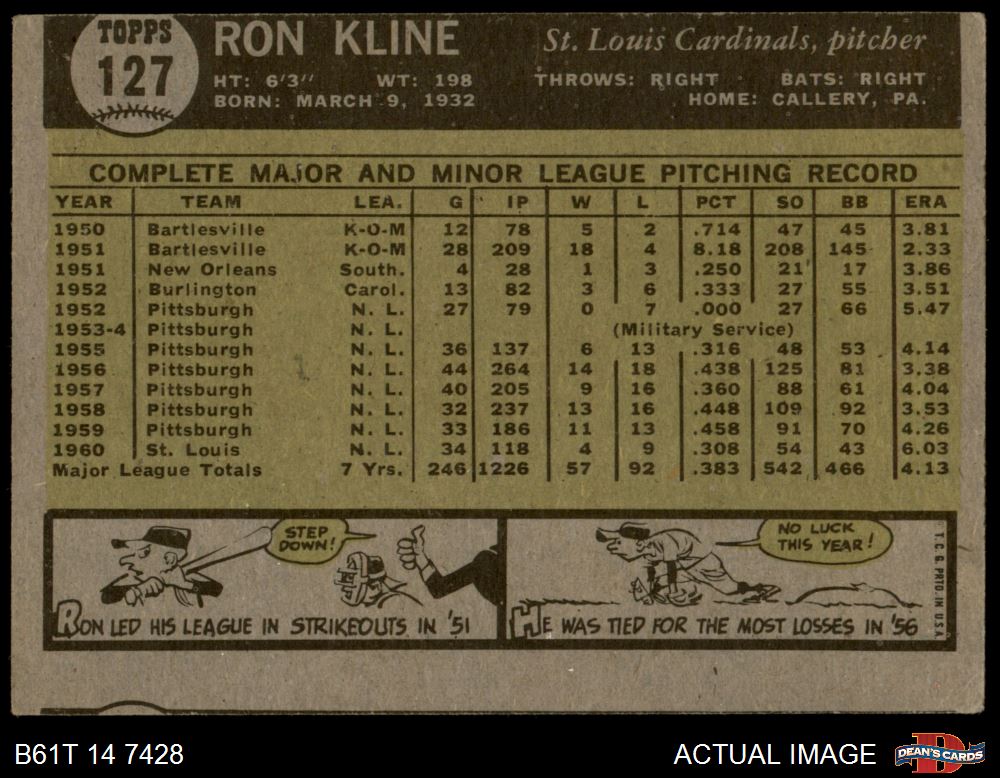 TOPPS
127
RON KLINE
St. Louis Cardinals, pitcher
HT: 6'3" WT: 198 THROWS: RIGHT BATS: RIGHT
BORN: MARCH 9, 1932 HOME: CALLERY, PA.
COMPLETE MAJOR AND MINOR LEAGUE PITCHING RECORD
YEAR TEAM LEA. G IP W L PCT SO BB ERA
1950 Bartlesville K-O-M 12 78 5 2 .714 47 45 3.81
1951 Bartlesville K-O-M 28 209 18 4 8.18 208 145 2.33
1951 New Orleans South. 4 28 1 3 .250 21 17 3.86
1952 Burlington Carol. 13 82 3 6 .333 27 55 3.51
1952 Pittsburgh N. L. 27 79 0 7 .000 27 66 5.47
1953-4 Pittsburgh N. L. (Military Service)
1955 Pittsburgh N. L. 36 137 6 13 .316 48 53 4.14
1956 Pittsburgh N. L. 44 264 14 18 .438 125 81 3.38
1957 Pittsburgh N. L. 40 205 9 16 .360 88 61 4.04
1958 Pittsburgh N. L. 32 237 13 16 .448 109 92 3.53
1959 Pittsburgh N. L. 33 186 11 13 .458 91 70 4.26
1960 St. Louis N. L. 34 118 4 9 .308 54 43 6.03
Major League Totals 7 Yrs. 246 1226 57 92 .383 542 466 4.13
STEP
DOWN!
RON LED HIS LEAGUE IN STRIKEOUTS IN '51
NO LUCK
THIS YEAR!
HE WAS TIED FOR THE MOST LOSSES IN '56
T.C.G. PRTD. IN U.S.A.
B61T 14 7428
ACTUAL IMAGE
DEAN'S CARDS